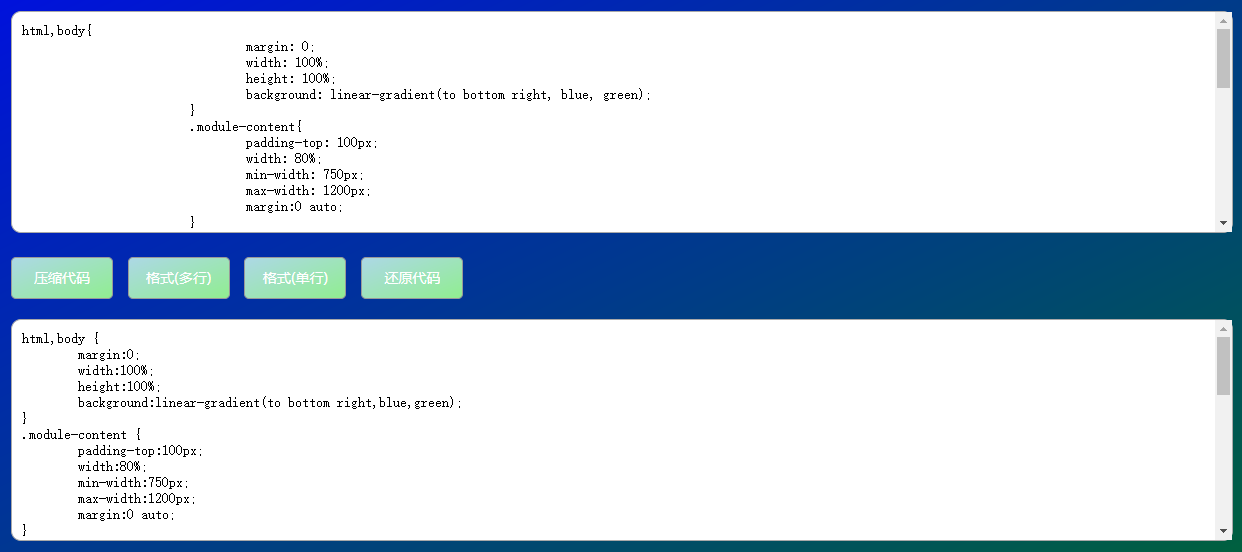 html,body{
margin: 0;
width: 100%;
height: 100%;
background: linear-gradient(to bottom right, blue, green);
}
.module-content{
padding-top: 100px;
width: 80%;
min-width: 750px;
max-width: 1200px;
margin:0 auto;
}
压缩代码 格式(多行) 格式(单行) 还原代码
html,body {
margin:0;
width:100%;
height:100%;
background:linear-gradient(to bottom right,blue,green);
}
.module-content {
padding-top:100px;
width:80%;
min-width:750px;
max-width:1200px;
margin:0 auto;
}